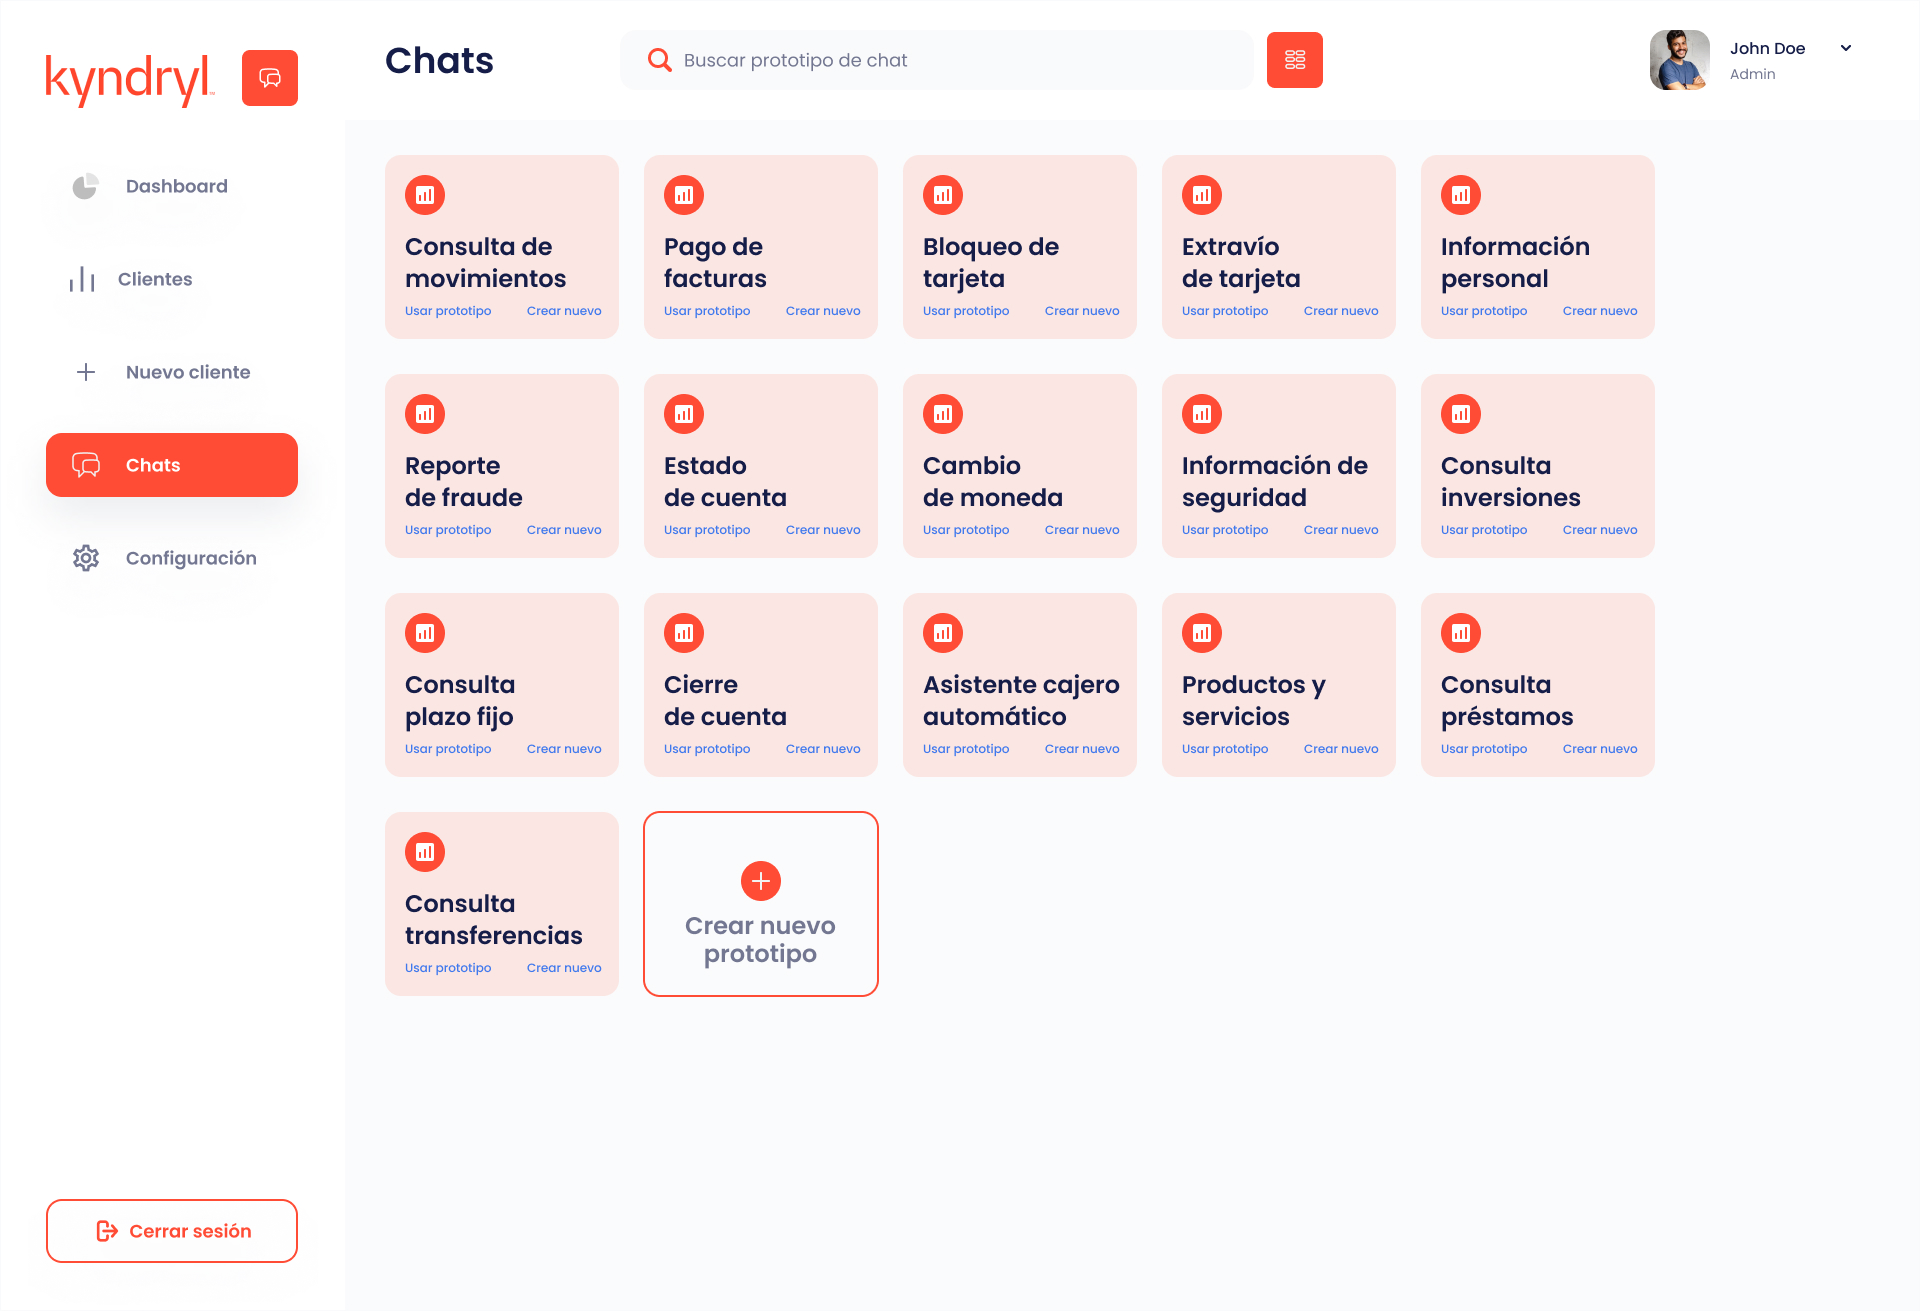 kyndryl
Chats
Buscar prototipo de chat
John Doe
Admin
Dashboard
Clientes
Nuevo cliente
Chats
Configuración
Cerrar sesión
Consulta de
movimientos
Usar prototipo Crear nuevo
Pago de
facturas
Usar prototipo Crear nuevo
Bloqueo de
tarjeta
Usar prototipo Crear nuevo
Extravío
de tarjeta
Usar prototipo Crear nuevo
Información
personal
Usar prototipo Crear nuevo
Reporte
de fraude
Usar prototipo Crear nuevo
Estado
de cuenta
Usar prototipo Crear nuevo
Cambio
de moneda
Usar prototipo Crear nuevo
Información de
seguridad
Usar prototipo Crear nuevo
Consulta
inversiones
Usar prototipo Crear nuevo
Consulta
plazo fijo
Usar prototipo Crear nuevo
Cierre
de cuenta
Usar prototipo Crear nuevo
Asistente cajero
automático
Usar prototipo Crear nuevo
Productos y
servicios
Usar prototipo Crear nuevo
Consulta
préstamos
Usar prototipo Crear nuevo
Consulta
transferencias
Usar prototipo Crear nuevo
Crear nuevo
prototipo